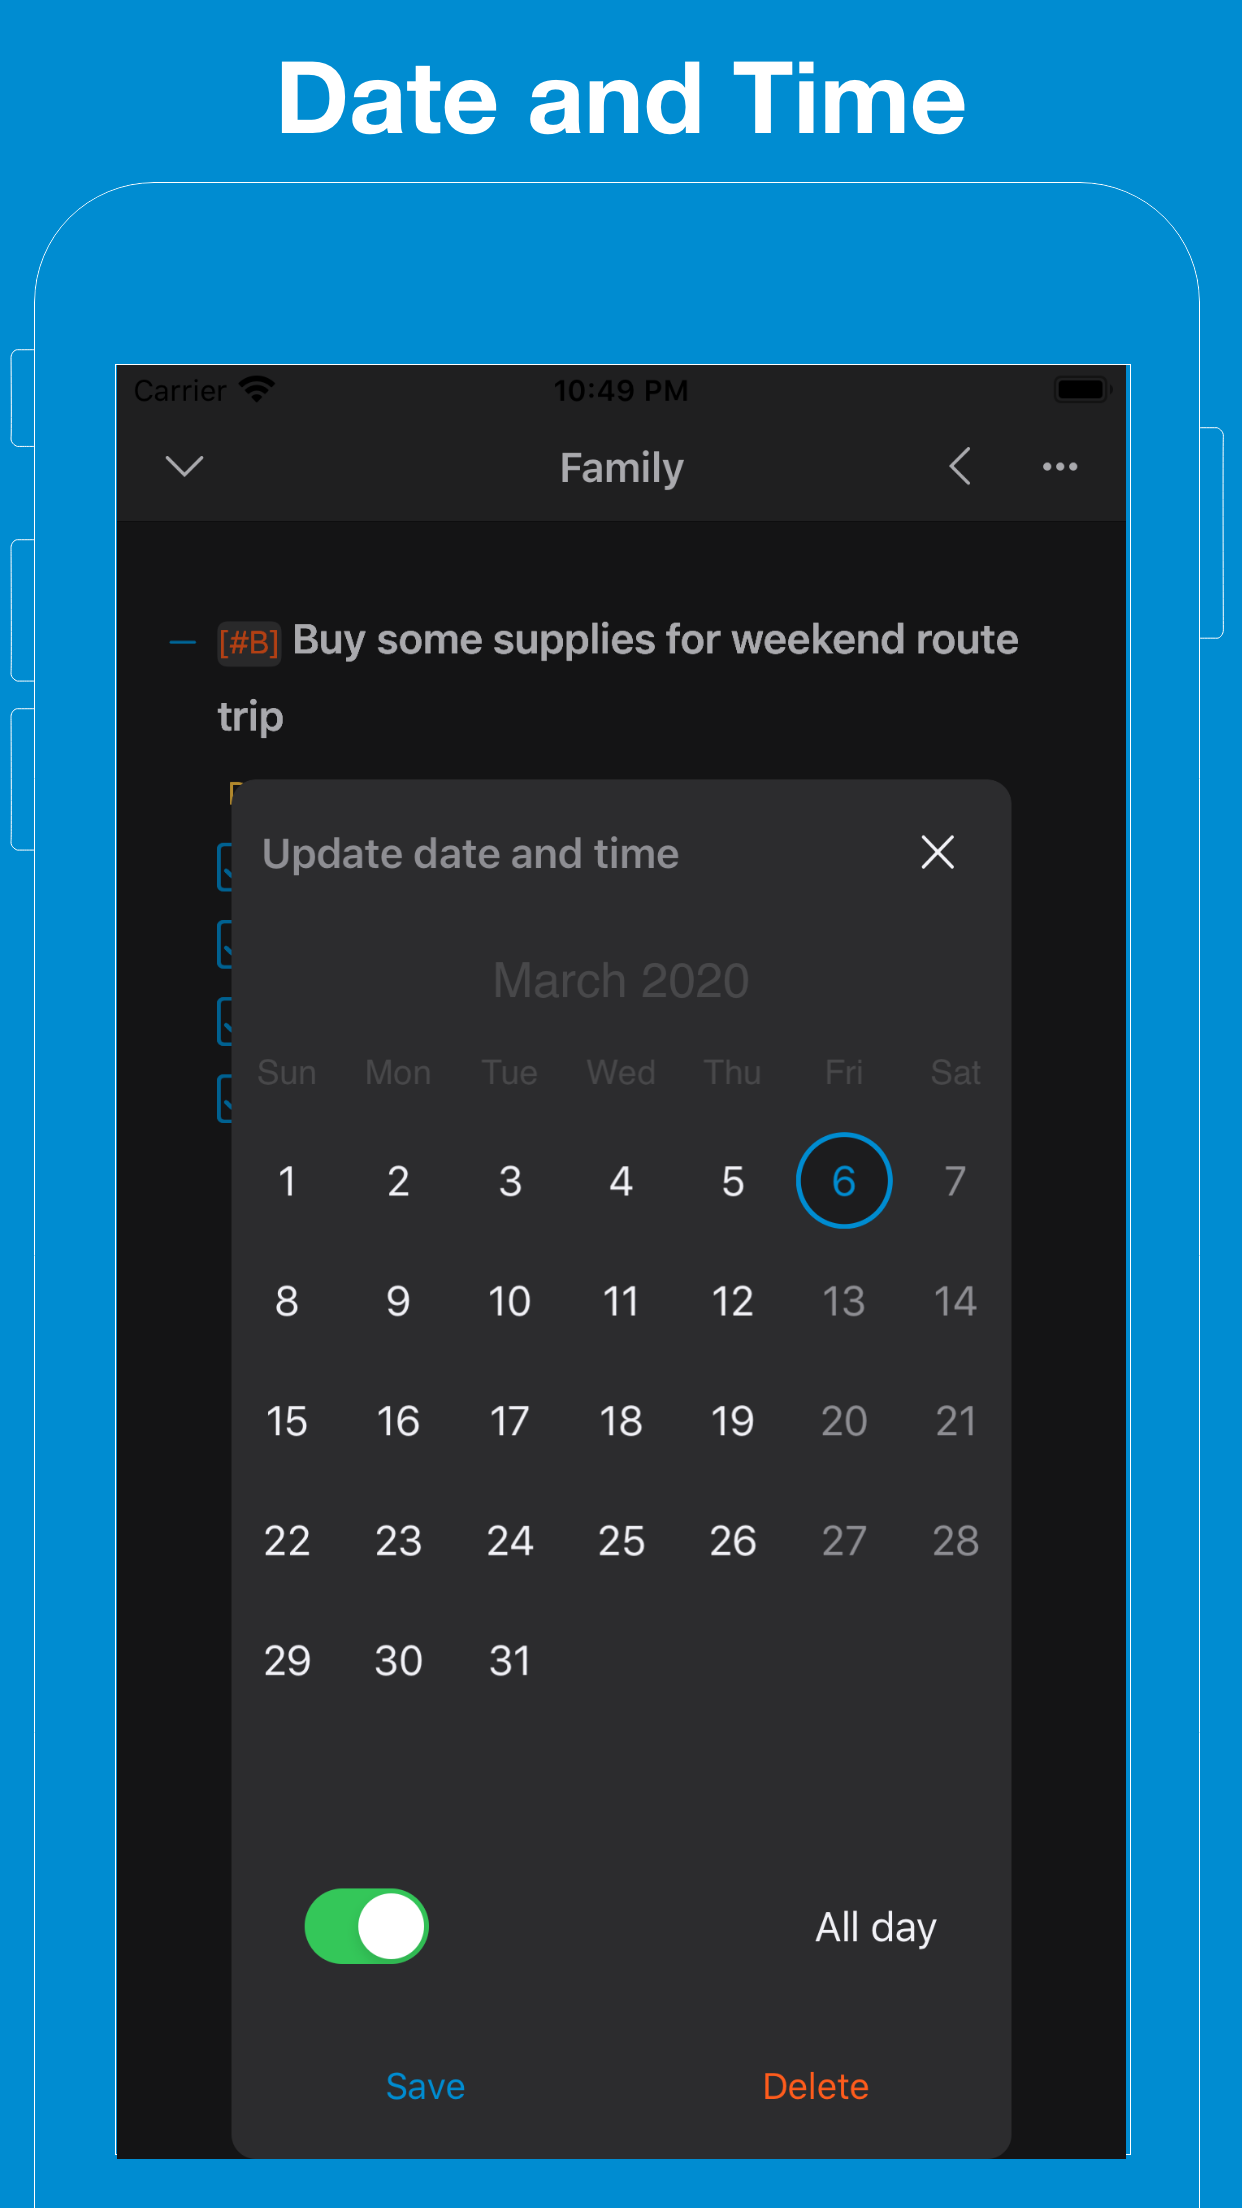 Date and Time
Carrier 10:49 PM
Family
[#B] Buy some supplies for weekend route
trip
Update date and time
March 2020
Sun Mon Tue Wed Thu Fri Sat
1 2 3 4 5 6 7
8 9 10 11 12 13 14
15 16 17 18 19 20 21
22 23 24 25 26 27 28
29 30 31
All day
Save Delete